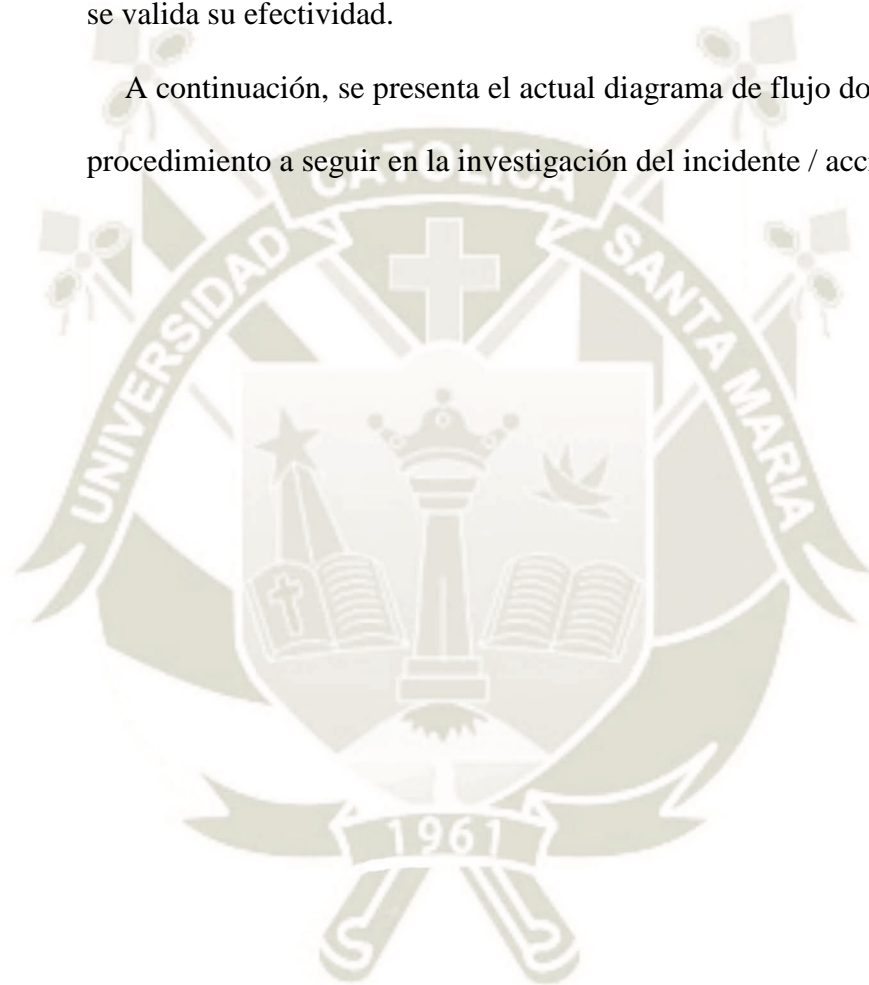 se valida su efectividad.
A continuación, se presenta el actual diagrama de flujo do
procedimiento a seguir en la investigación del incidente / acci
UNIVERSIDAD CATOLICA SANTA MARIA
1961